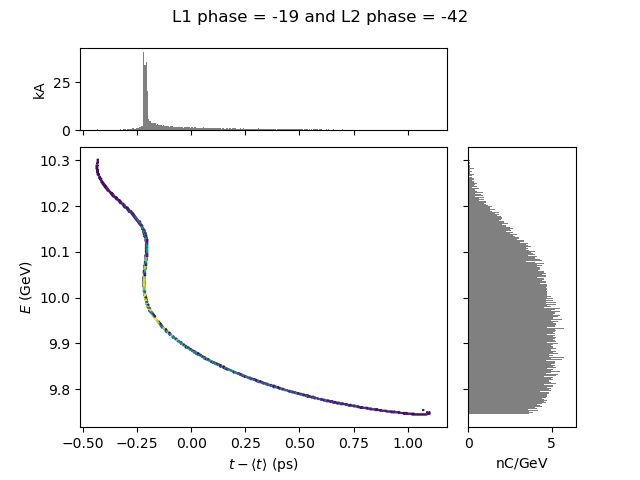 L1 phase = -19 and L2 phase = -42
25
0
kA
10.3
10.2
10.1
10.0
9.9
9.8
E (GeV)
−0.50 −0.25 0.00 0.25 0.50 0.75 1.00
t − ⟨t⟩ (ps)
0 5
nC/GeV